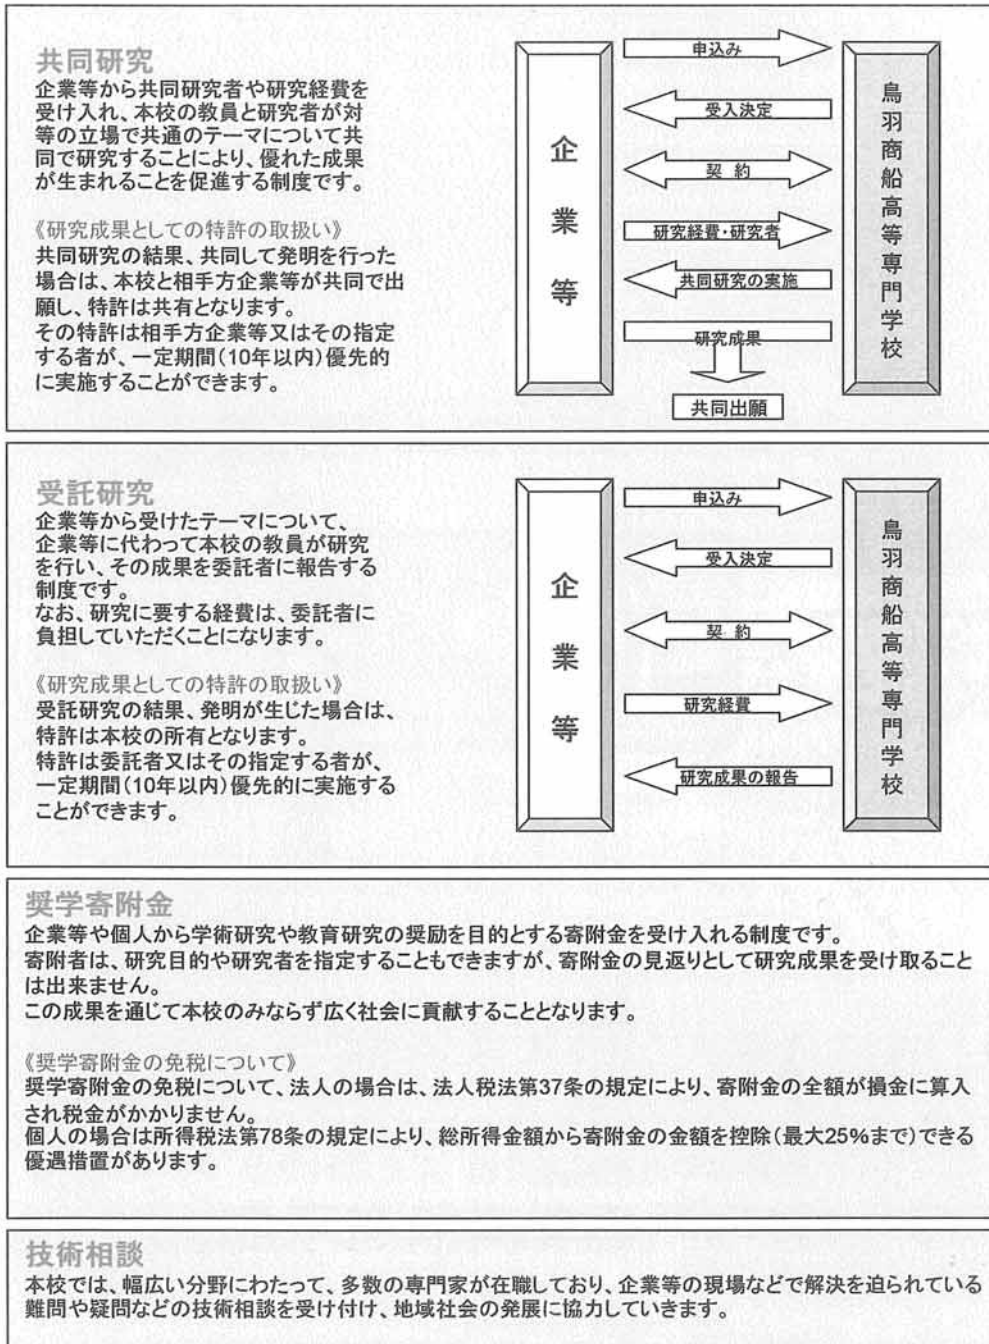 共同研究
企業等から共同研究者や研究経費を
受け入れ、本校の教員と研究者が対
等の立場で共通のテーマについて共
同で研究することにより、優れた成果
が生まれることを促進する制度です。
《研究成果としての特許の取扱い》
共同研究の結果、共同して発明を行った
場合は、本校と相手方企業等が共同で出
願し、特許は共有となります。
その特許は相手方企業等又はその指定
する者が、一定期間(10年以内)優先的
に実施することができます。
企業等
申込み
受入決定
契約
研究経費・研究者
共同研究の実施
研究成果
共同出願
鳥羽商船高等専門学校
受託研究
企業等から受けたテーマについて、
企業等に代わって本校の教員が研究
を行い、その成果を委託者に報告する
制度です。
なお、研究に要する経費は、委託者に
負担していただくことになります。
《研究成果としての特許の取扱い》
受託研究の結果、発明が生じた場合は、
特許は本校の所有となります。
特許は委託者又はその指定する者が、
一定期間(10年以内)優先的に実施する
ことができます。
企業等
申込み
受入決定
契約
研究経費
研究成果の報告
鳥羽商船高等専門学校
奨学寄附金
企業等や個人から学術研究や教育研究の奨励を目的とする寄附金を受け入れる制度です。
寄附者は、研究目的や研究者を指定することもできますが、寄附金の見返りとして研究成果を受け取ること
は出来ません。
この成果を通じて本校のみならず広く社会に貢献することとなります。
《奨学寄附金の免税について》
奨学寄附金の免税について、法人の場合は、法人税法第37条の規定により、寄附金の全額が損金に算入
され税金がかかりません。
個人の場合は所得税法第78条の規定により、総所得金額から寄附金の金額を控除(最大25%まで)できる
優遇措置があります。
技術相談
本校では、幅広い分野にわたって、多数の専門家が在職しており、企業等の現場などで解決を迫られている
難問や疑問などの技術相談を受け付け、地域社会の発展に協力していきます。